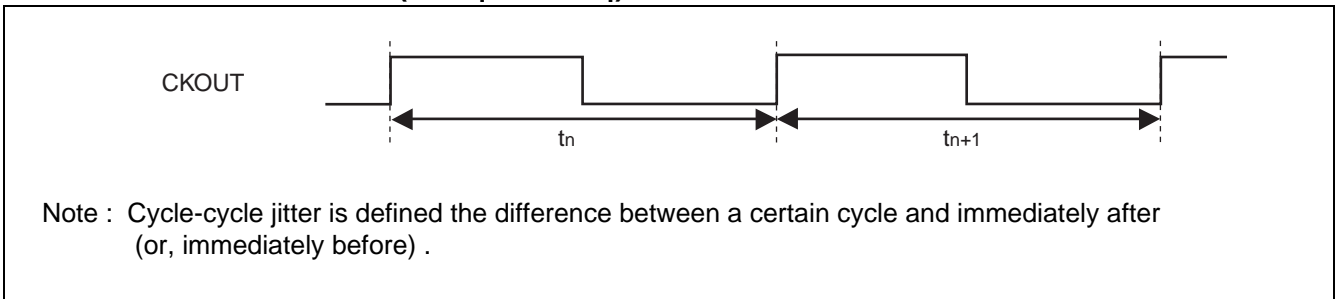 CKOUT
tn
tn+1
Note : Cycle-cycle jitter is defined the difference between a certain cycle and immediately after
(or, immediately before) .